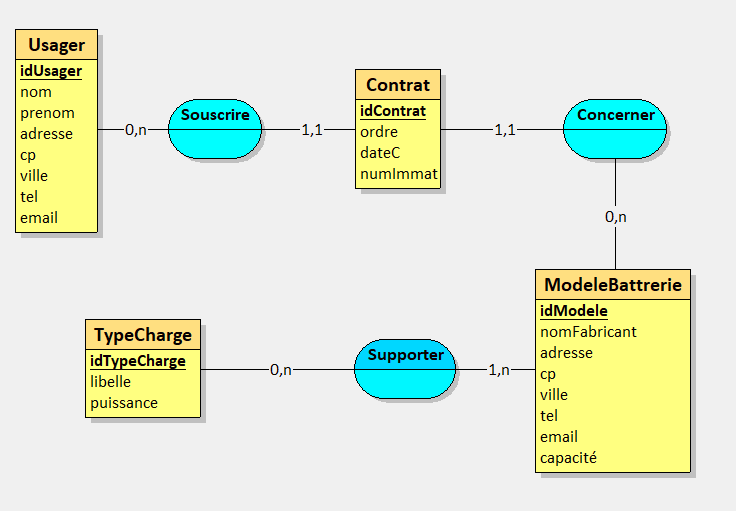 Usager
idUsager
nom
prenom
adresse
cp
ville
tel
email
0,n
Souscrire
1,1
Contrat
idContrat
ordre
dateC
numImmat
1,1
Concerner
0,n
ModeleBattrerie
idModele
nomFabricant
adresse
cp
ville
tel
email
capacité
1,n
Supporter
0,n
TypeCharge
idTypeCharge
libelle
puissance